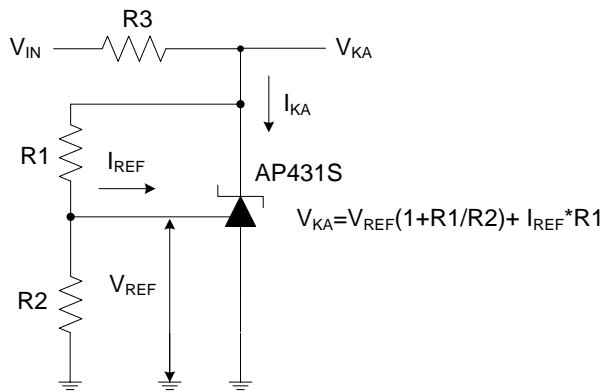 R3
V_IN
V_KA
I_KA
R1
I_REF
AP431S
V_KA=V_REF(1+R1/R2)+ I_REF*R1
R2
V_REF